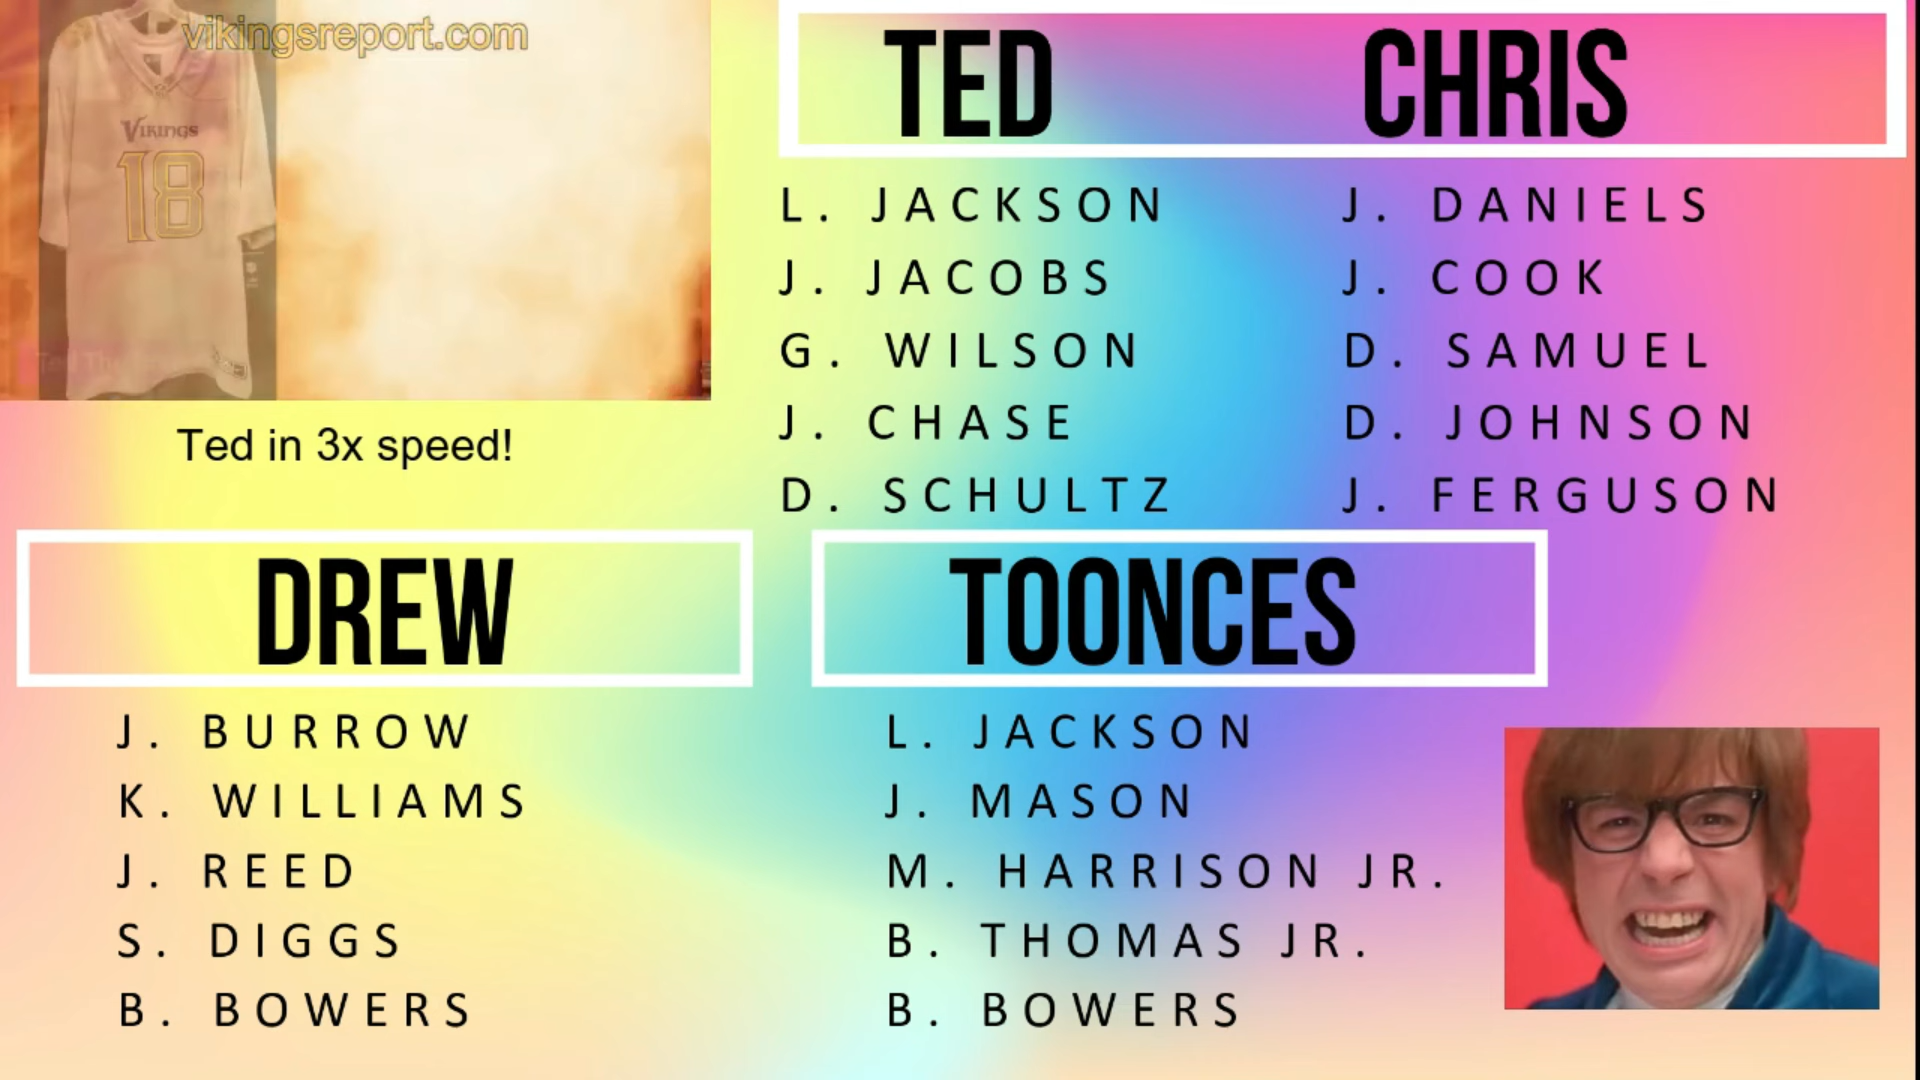 vikingsreport.com
VIKINGS
18
Ted in 3x speed!
TED
L. JACKSON
J. JACOBS
G. WILSON
J. CHASE
D. SCHULTZ
CHRIS
J. DANIELS
J. COOK
D. SAMUEL
D. JOHNSON
J. FERGUSON
DREW
J. BURROW
K. WILLIAMS
J. REED
S. DIGGS
B. BOWERS
TOONCES
L. JACKSON
J. MASON
M. HARRISON JR.
B. THOMAS JR.
B. BOWERS